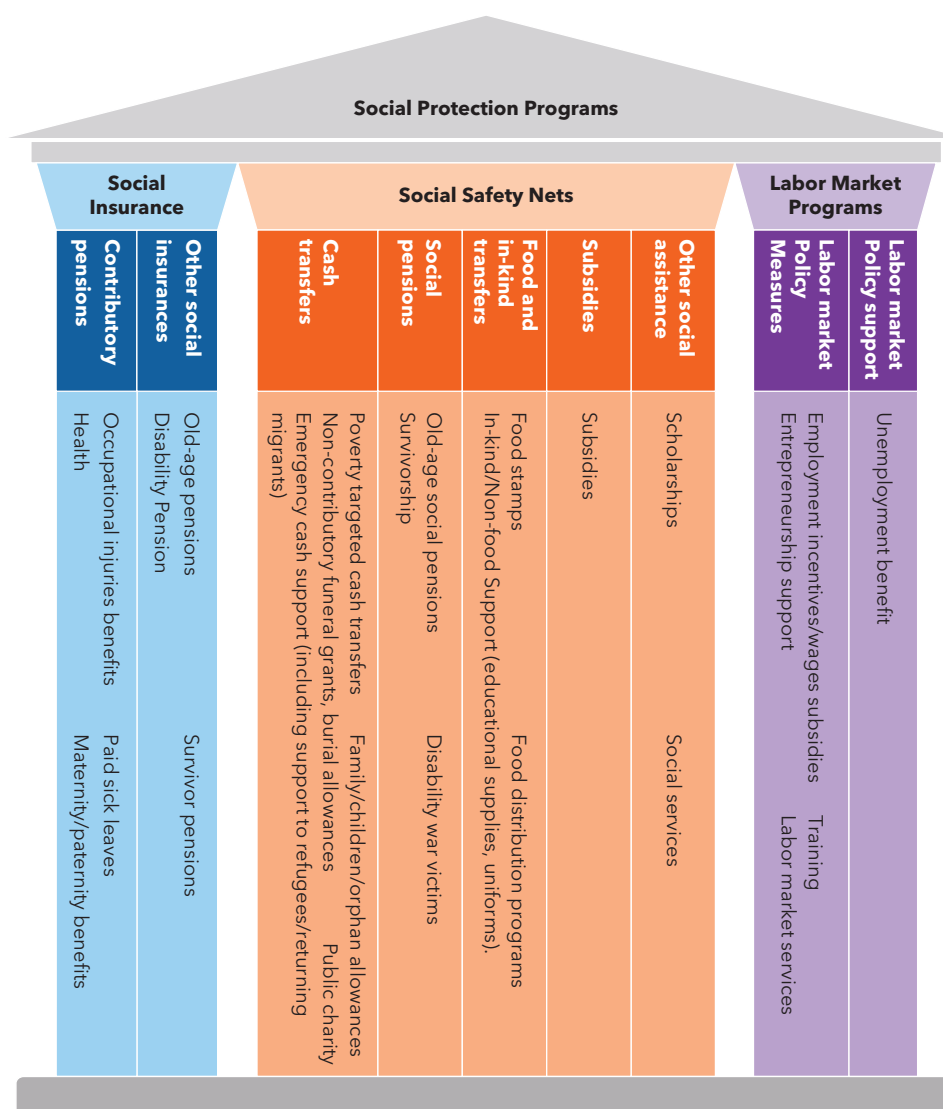 Social Protection Programs
Social
Insurance
Social Safety Nets
Labor Market
Programs
Other social
insurances
Contributory
pensions
Old-age pensions Survivor pensions
Disability Pension
Occupational injuries benefits Paid sick leaves
Health Maternity/paternity benefits
Other social
assistance
Scholarships Social services
Subsidies
Subsidies
Food and
in-kind
transfers
Food stamps Food distribution programs
In-kind/Non-food Support (educational supplies, uniforms).
Social
pensions
Old-age social pensions Disability war victims
Survivorship
Cash
transfers
Poverty targeted cash transfers Family/children/orphan allowances
Non-contributory funeral grants, burial allowances Public charity
Emergency cash support (including support to refugees/returning
migrants)
Labor market
Policy support
Unemployment benefit
Labor market
Policy
Measures
Employment incentives/wages subsidies Training
Entrepreneurship support Labor market services